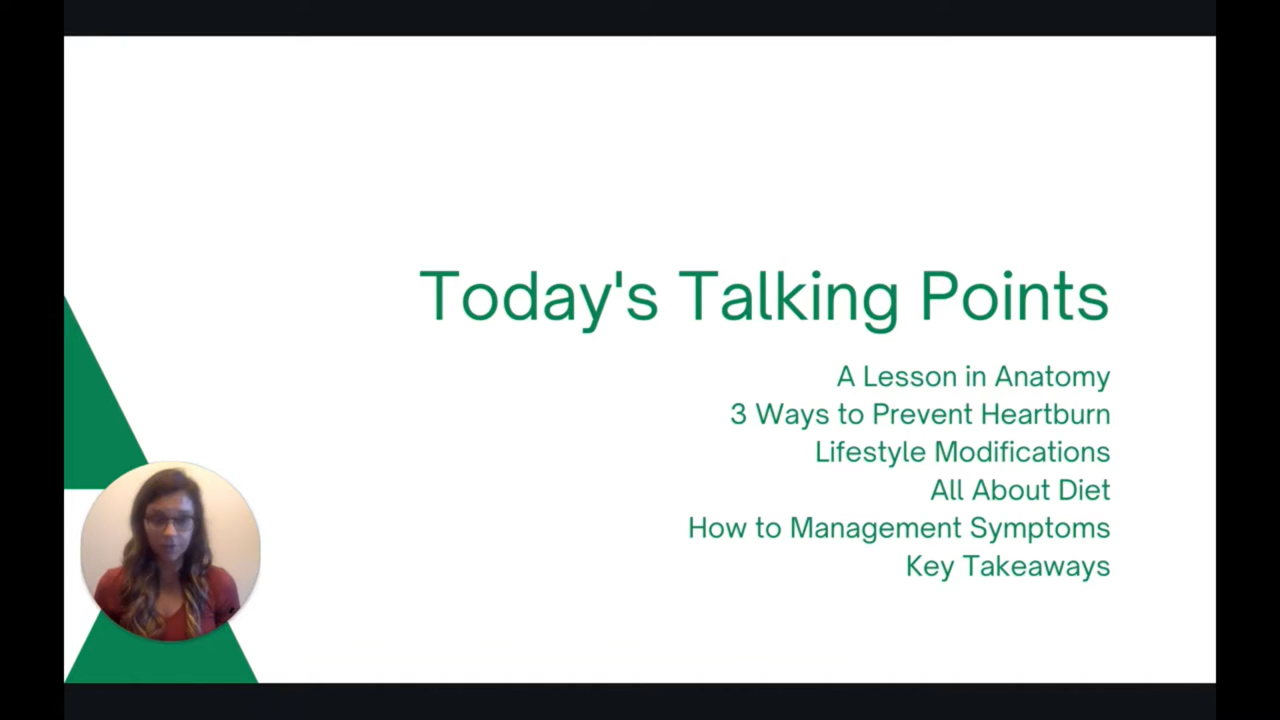 Today's Talking Points
A Lesson in Anatomy
3 Ways to Prevent Heartburn
Lifestyle Modifications
All About Diet
How to Management Symptoms
Key Takeaways